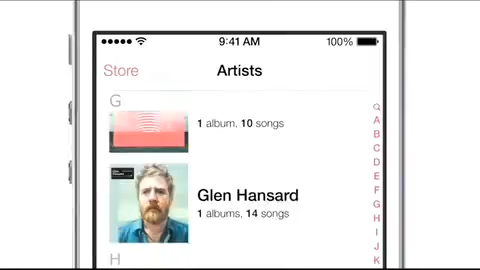 9:41 AM
100%
Store
Artists
G
1 album, 10 songs
Glen Hansard
1 albums, 14 songs
H
A
B
C
D
E
F
G
H
I
J
K